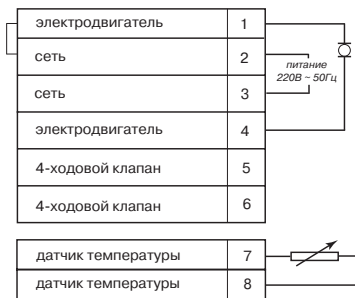 электродвигатель 1
сеть 2
питание
220В ~ 50Гц
сеть 3
электродвигатель 4
4-ходовой клапан 5
4-ходовой клапан 6
датчик температуры 7
датчик температуры 8